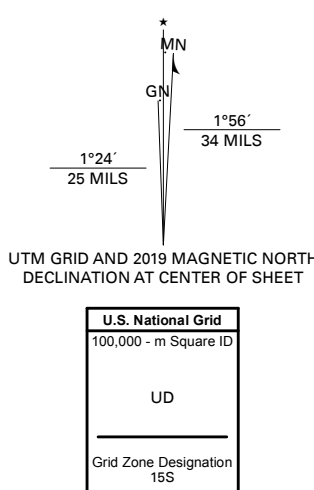 ★
MN
GN
1°56´
34 MILS
1°24´
25 MILS
UTM GRID AND 2019 MAGNETIC NORTH
DECLINATION AT CENTER OF SHEET
U.S. National Grid
100,000 - m Square ID
UD
Grid Zone Designation
15S